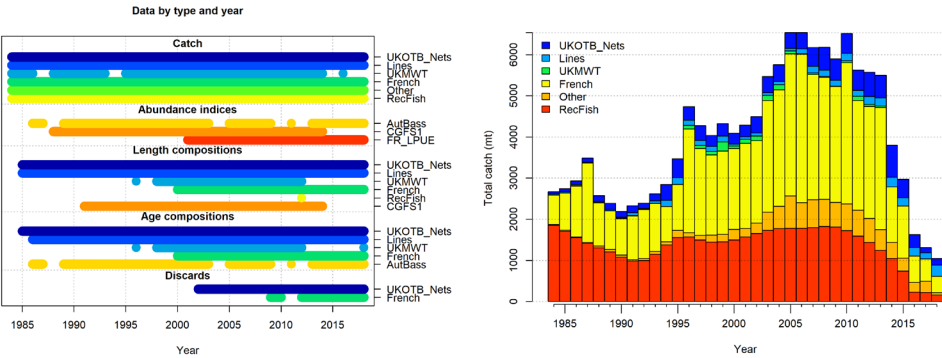 Data by type and year
Catch
UKOTB_Nets
Lines
UKMWT
French
Other
RecFish
Abundance indices
AutBass
CGFS1
FR_LPUE
Length compositions
UKOTB_Nets
Lines
UKMWT
French
RecFish
CGFS1
Age compositions
UKOTB_Nets
Lines
UKMWT
French
AutBass
Discards
UKOTB_Nets
French
1985 1990 1995 2000 2005 2010 2015
Year
UKOTB_Nets
Lines
UKMWT
French
Other
RecFish
Total catch (mt)
6000
5000
4000
3000
2000
1000
0
1985 1990 1995 2000 2005 2010 2015
Year